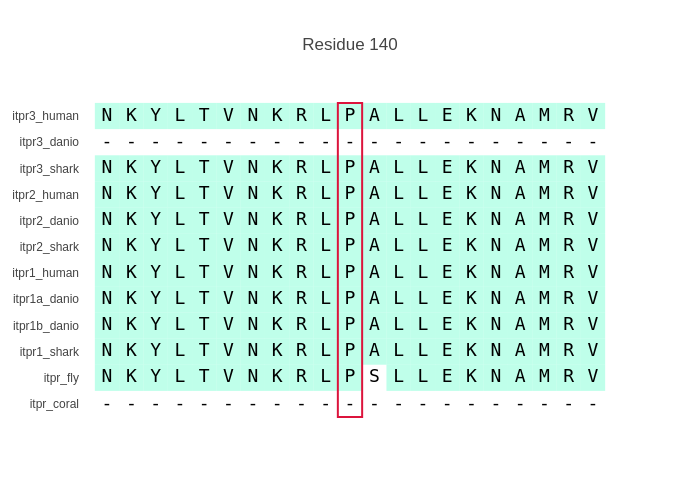 Residue 140
itpr3_human N K Y L T V N K R L P A L L E K N A M R V
itpr3_danio - - - - - - - - - - - - - - - - - - - - -
itpr3_shark N K Y L T V N K R L P A L L E K N A M R V
itpr2_human N K Y L T V N K R L P A L L E K N A M R V
itpr2_danio N K Y L T V N K R L P A L L E K N A M R V
itpr2_shark N K Y L T V N K R L P A L L E K N A M R V
itpr1_human N K Y L T V N K R L P A L L E K N A M R V
itpr1a_danio N K Y L T V N K R L P A L L E K N A M R V
itpr1b_danio N K Y L T V N K R L P A L L E K N A M R V
itpr1_shark N K Y L T V N K R L P A L L E K N A M R V
itpr_fly N K Y L T V N K R L P S L L E K N A M R V
itpr_coral - - - - - - - - - - - - - - - - - - - - -